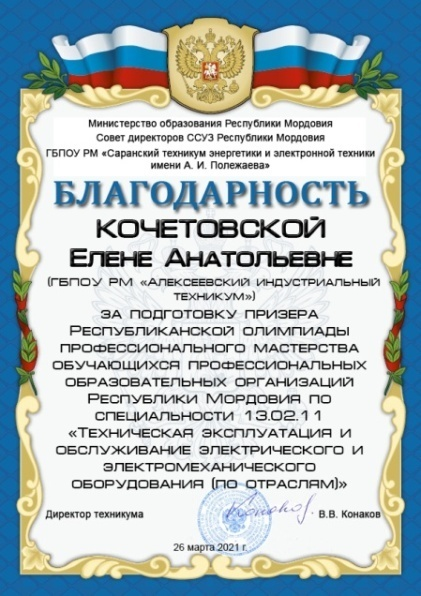 Министерство образования Республики Мордовия
Совет директоров ССУЗ Республики Мордовия
ГБПОУ РМ «Саранский техникум энергетики и электронной техники
имени А. И. Полежаева»
БЛАГОДАРНОСТЬ
КОЧЕТОВСКОЙ
Елене Анатольевне
(ГБПОУ РМ «Алексеевский индустриальный
техникум»)
за подготовку призера
Республиканской олимпиады
профессионального мастерства
обучающихся профессиональных
образовательных организаций
Республики Мордовия по
специальности 13.02.11
«Техническая эксплуатация и
обслуживание электрического и
электромеханического
оборудования (по отраслям)»
Директор техникума В.В. Конаков
26 марта 2021 г.